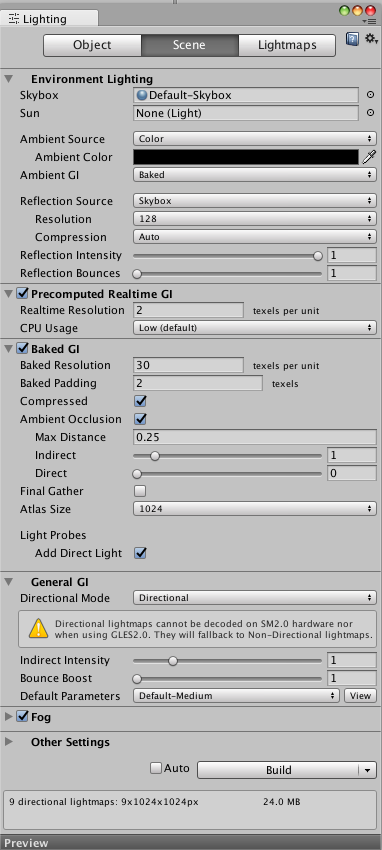 Lighting
Object Scene Lightmaps
Environment Lighting
Skybox Default-Skybox
Sun None (Light)
Ambient Source Color
Ambient Color
Ambient GI Baked
Reflection Source Skybox
Resolution 128
Compression Auto
Reflection Intensity 1
Reflection Bounces 1
Precomputed Realtime GI
Realtime Resolution 2 texels per unit
CPU Usage Low (default)
Baked GI
Baked Resolution 30 texels per unit
Baked Padding 2 texels
Compressed
Ambient Occlusion
Max Distance 0.25
Indirect 1
Direct 0
Final Gather
Atlas Size 1024
Light Probes
Add Direct Light
General GI
Directional Mode Directional
Directional lightmaps cannot be decoded on SM2.0 hardware nor
when using GLES2.0. They will fallback to Non-Directional lightmaps.
Indirect Intensity 1
Bounce Boost 1
Default Parameters Default-Medium View
Fog
Other Settings
Auto Build
9 directional lightmaps: 9x1024x1024px 24.0 MB
Preview